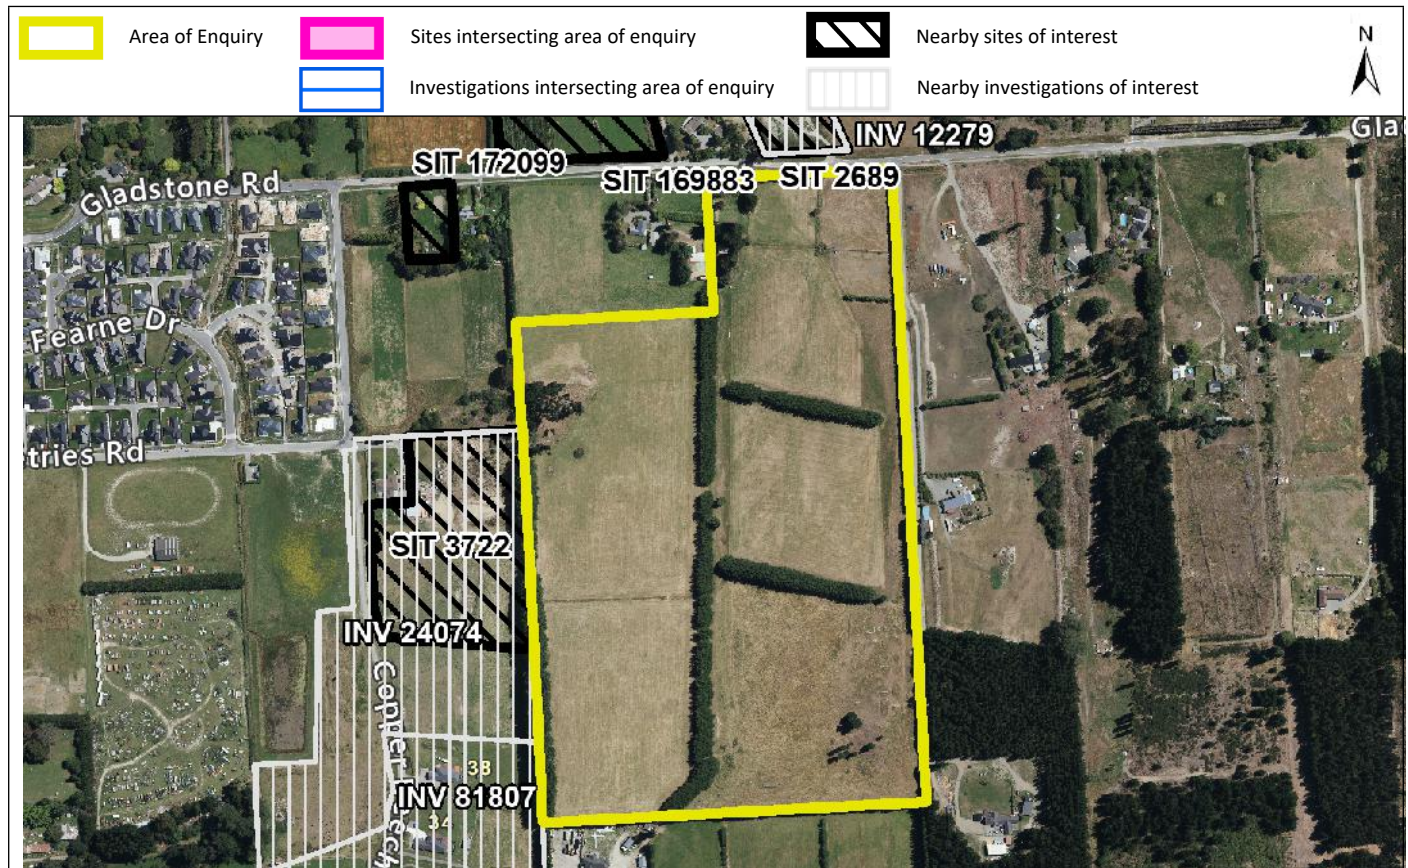 Area of Enquiry
Sites intersecting area of enquiry
Nearby sites of interest
N
Investigations intersecting area of enquiry
Nearby investigations of interest
INV 12279
Gla
SIT 172099
SIT 169883
SIT 2689
Gladstone Rd
Fearne Dr
tries Rd
SIT 3722
INV 24074
Copper
38
INV 81807
34